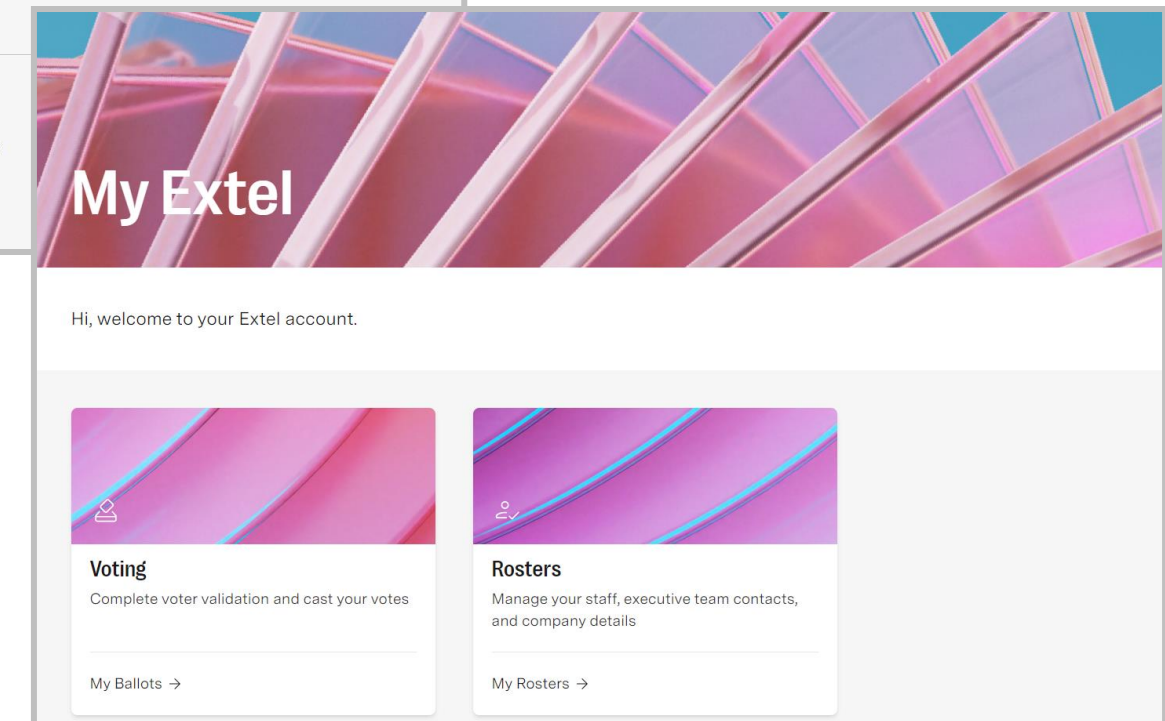 My Extel
Hi, welcome to your Extel account.
Voting
Complete voter validation and cast your votes
My Ballots →
Rosters
Manage your staff, executive team contacts,
and company details
My Rosters →